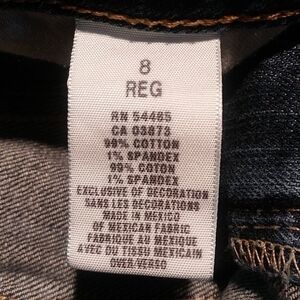 8
REG
RN 54485
CA 03873
99% COTTON
1% SPANDEX
99% COTON
1% SPANDEX
EXCLUSIVE OF DECORATION
SANS LES DECORATIONS
MADE IN MEXICO
OF MEXICAN FABRIC
FABRIQUE AU MEXIQUE
AVEC DU TISSU MEXICAIN
OVER/VERSO